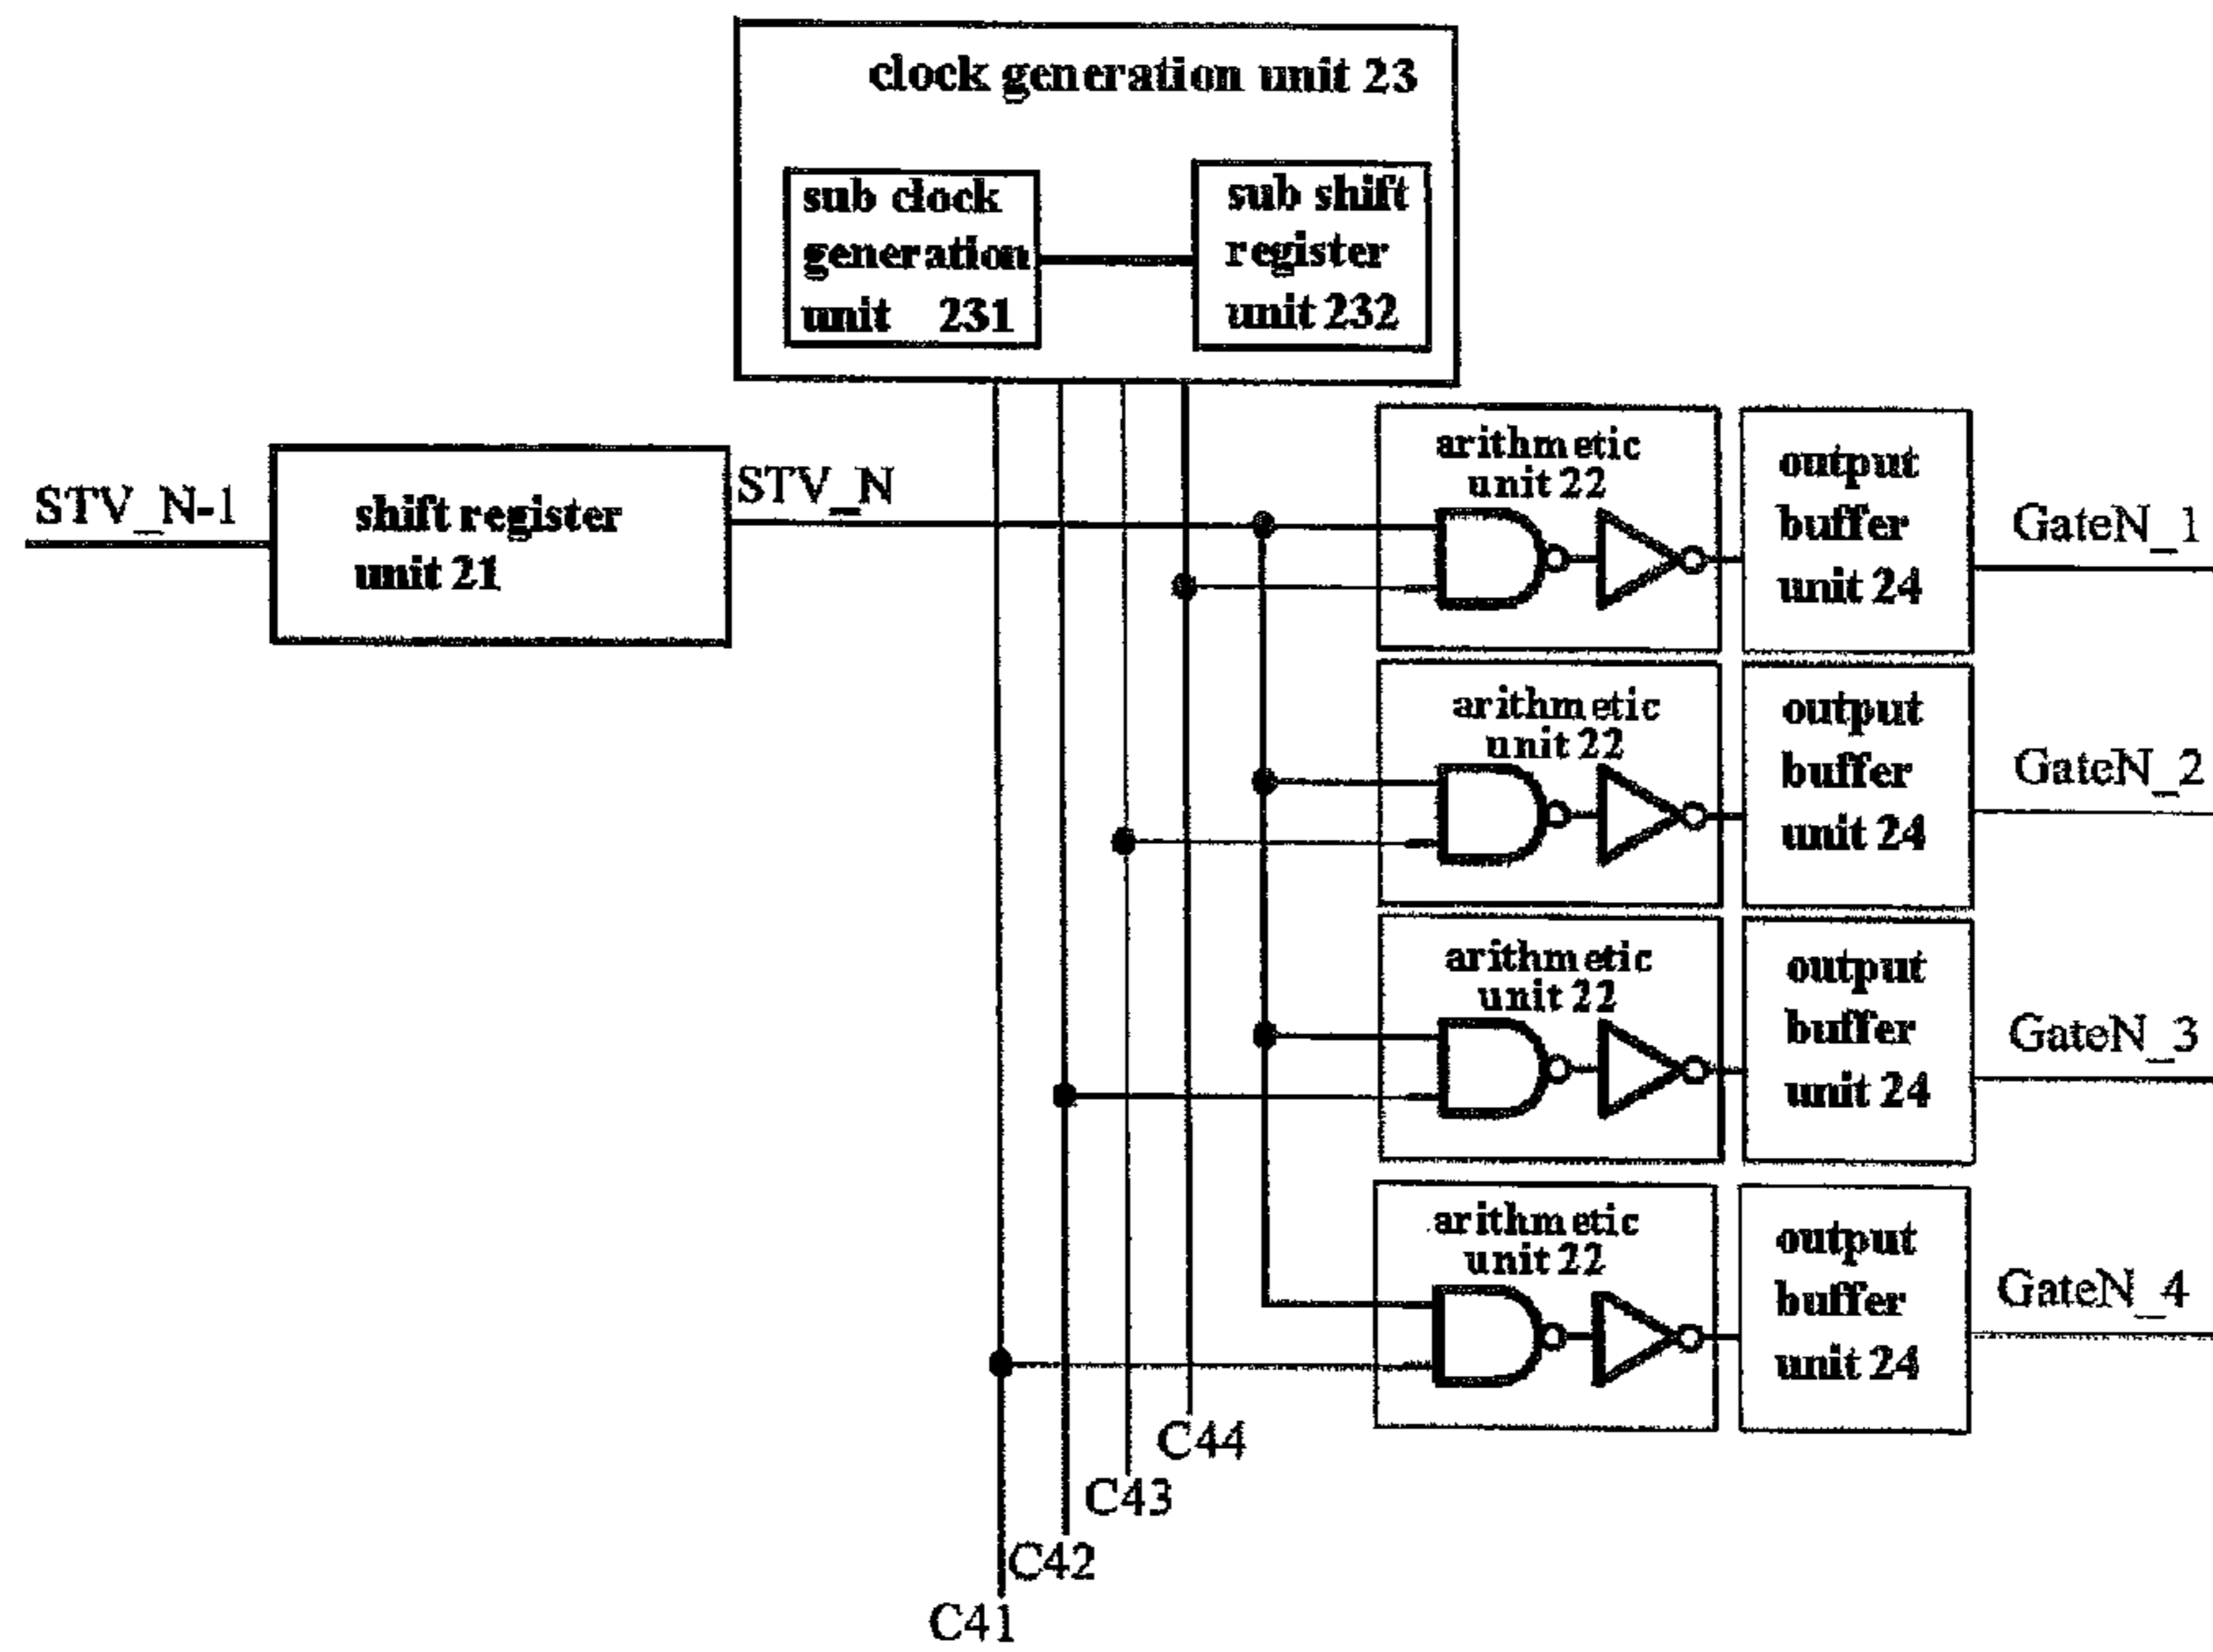 clock generation unit 23
sub clock
generation
unit 231
sub shift
register
unit 232
STV_N-1
shift register
unit 21
STV_N
arithmetic
unit 22
output
buffer
unit 24
GateN_1
arithmetic
unit 22
output
buffer
unit 24
GateN_2
arithmetic
unit 22
output
buffer
unit 24
GateN_3
arithmetic
unit 22
output
buffer
unit 24
GateN_4
C44
C43
C42
C41